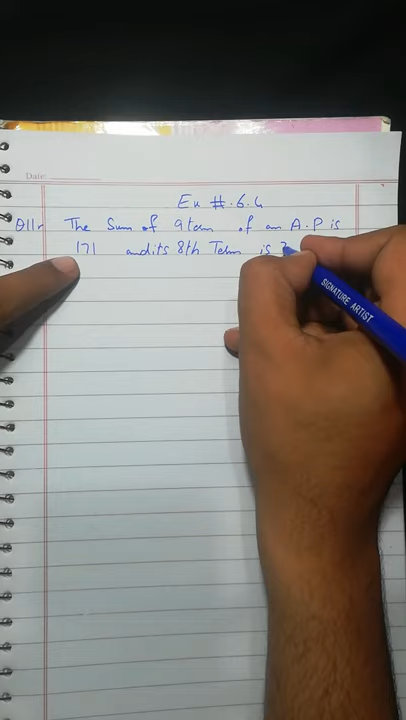 Date:
Ex #.6.4
Q11:- The Sum of 9 term of an A.P is
171 and its 8th Term is
SIGNATURE ARTIST